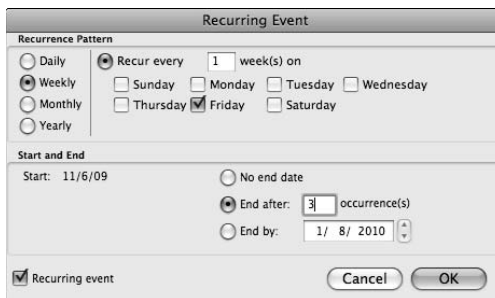 Recurring Event
Recurrence Pattern
Daily
Weekly
Monthly
Yearly
Recur every 1 week(s) on
Sunday Monday Tuesday Wednesday
Thursday Friday Saturday
Start and End
Start: 11/6/09
No end date
End after: 3 occurrence(s)
End by: 1/ 8/ 2010
Recurring event
Cancel OK